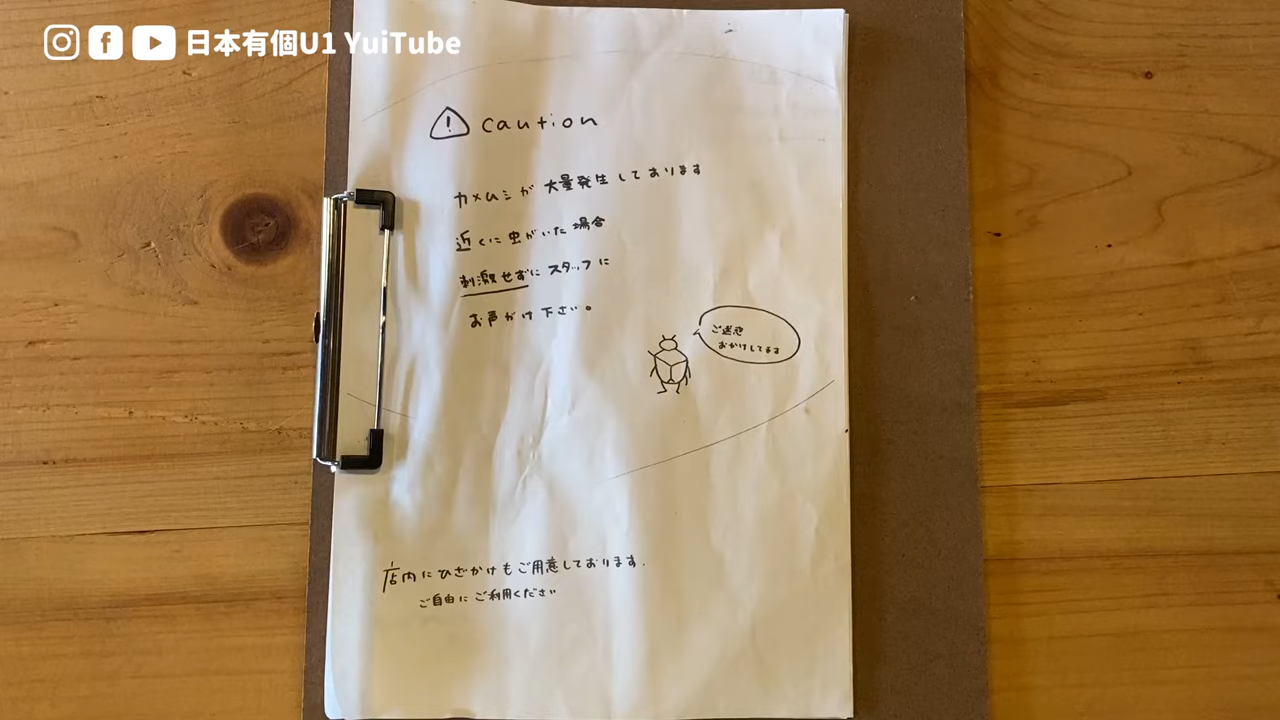 日本有個U1 YuiTube
! caution
カメムシが大量発生しております
近くに虫がいた場合
刺激せずにスタッフに
お声がけ下さい。
ご迷惑
おかけしてます
店内にひざかけもご用意しております.
ご自由にご利用ください